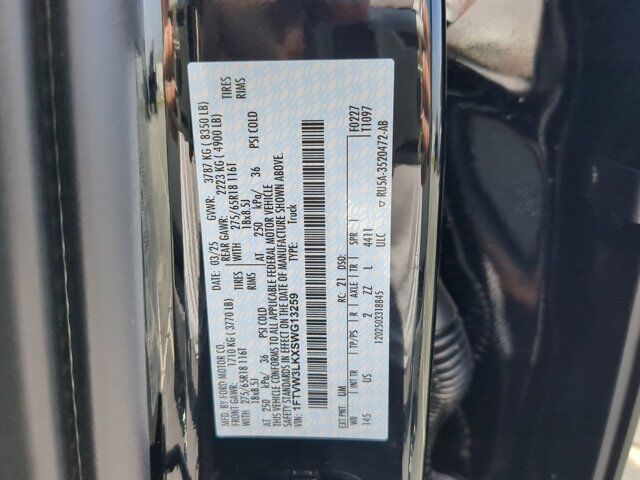 MFD. BY FORD MOTOR CO.
DATE: 03/25 GVWR: 3787 KG ( 8350 LB)
FRONT GAWR: 1710 KG ( 3770 LB) REAR GAWR: 2223 KG ( 4900 LB)
WITH 275/65R18 116T TIRES WITH 275/65R18 116T TIRES
18x8.5J RIMS 18x8.5J RIMS
AT 250 kPa/ 36 PSI COLD AT 250 kPa/ 36 PSI COLD
THIS VEHICLE CONFORMS TO ALL APPLICABLE FEDERAL MOTOR VEHICLE
SAFETY STANDARDS IN EFFECT ON THE DATE OF MANUFACTURE SHOWN ABOVE.
VIN: 1FTVW3LKXSWG13259
TYPE: Truck
F0227
T1097
EXT PNT: UM RC: 21 DSO:
WB INT TR TP/PS R AXLE TR SPR
145 US 2 ZZ L 4411
ULC
1202503318845
▽ RU5A-3520472-AB